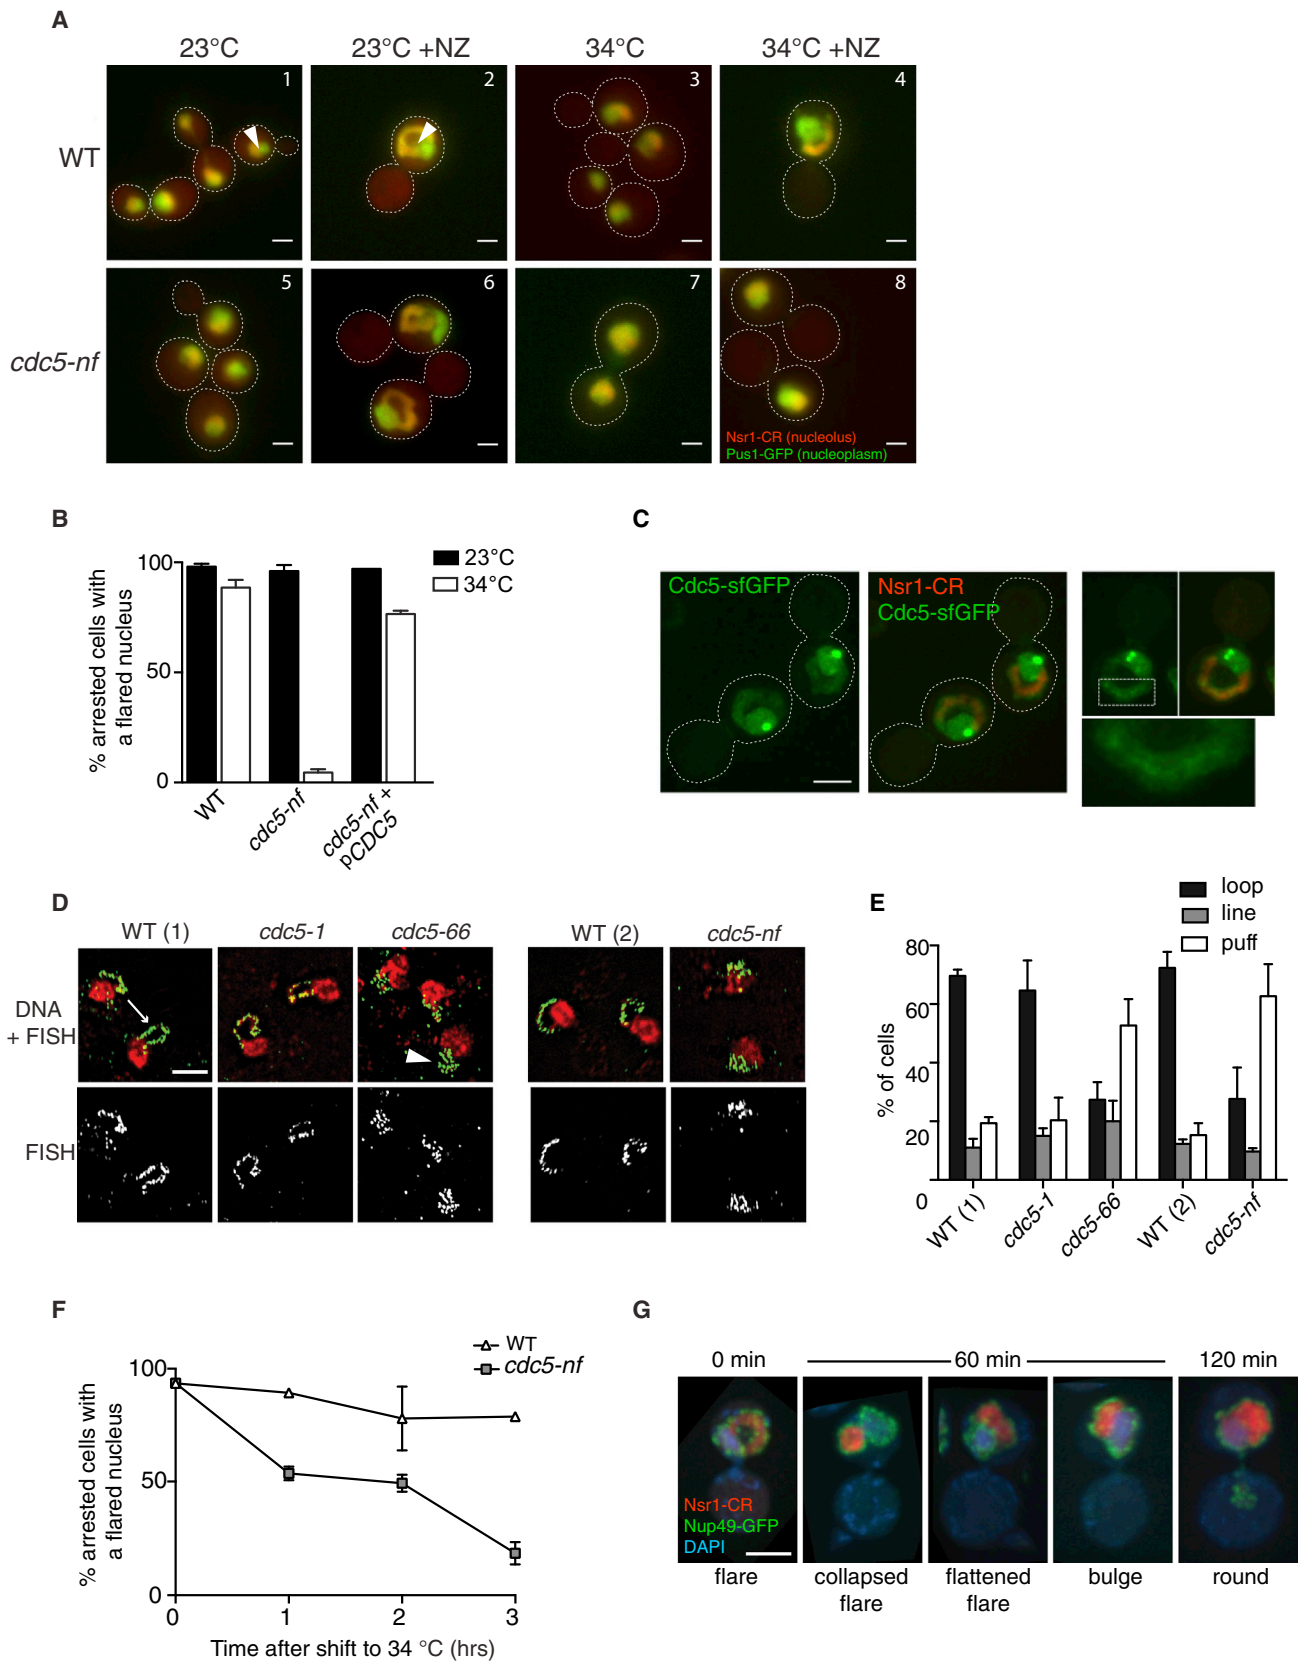 A
23°C
23°C +NZ
34°C
34°C +NZ
WT
1
2
3
4
cdc5-nf
5
6
7
8
Nsr1-CR (nucleolus)
Pus1-GFP (nucleoplasm)
B
% arrested cells with
a flared nucleus
100
50
0
23°C
34°C
WT
cdc5-nf
cdc5-nf +
pCDC5
C
Cdc5-sfGFP
Nsr1-CR
Cdc5-sfGFP
D
WT (1)
cdc5-1
cdc5-66
WT (2)
cdc5-nf
DNA
+ FISH
FISH
E
loop
line
puff
% of cells
80
60
40
20
0
WT (1)
cdc5-1
cdc5-66
WT (2)
cdc5-nf
F
% arrested cells with
a flared nucleus
100
50
0
WT
cdc5-nf
0
1
2
3
Time after shift to 34 °C (hrs)
G
0 min
60 min
120 min
Nsr1-CR
Nup49-GFP
DAPI
flare
collapsed
flare
flattened
flare
bulge
round